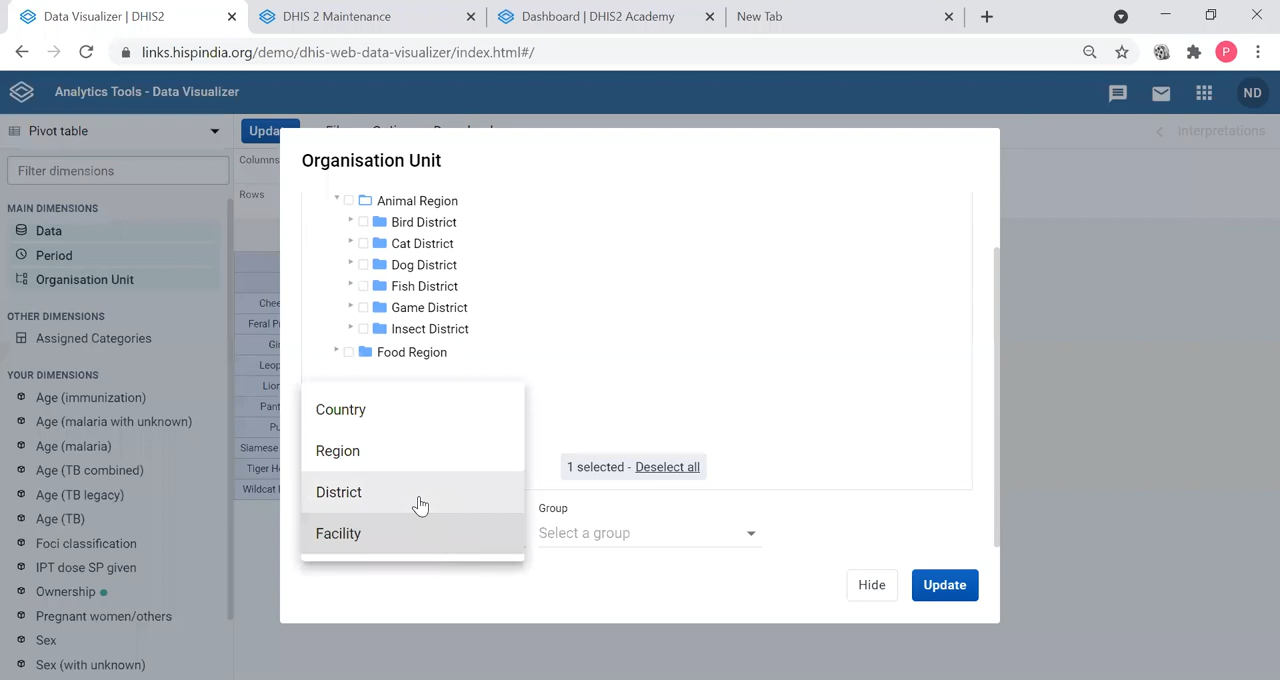 Data Visualizer | DHIS2
DHIS 2 Maintenance
Dashboard | DHIS2 Academy
New Tab
links.hispindia.org/demo/dhis-web-data-visualizer/index.html#/
P
Analytics Tools - Data Visualizer
ND
Pivot table
Interpretations
Filter dimensions
Columns
Rows
MAIN DIMENSIONS
Data
Period
Organisation Unit
OTHER DIMENSIONS
Assigned Categories
YOUR DIMENSIONS
Age (immunization)
Age (malaria with unknown)
Age (malaria)
Age (TB combined)
Age (TB legacy)
Age (TB)
Foci classification
IPT dose SP given
Ownership
Pregnant women/others
Sex
Sex (with unknown)
Organisation Unit
Animal Region
Bird District
Cat District
Dog District
Fish District
Game District
Insect District
Food Region
Country
Region
District
Facility
1 selected - Deselect all
Group
Select a group
Hide
Update